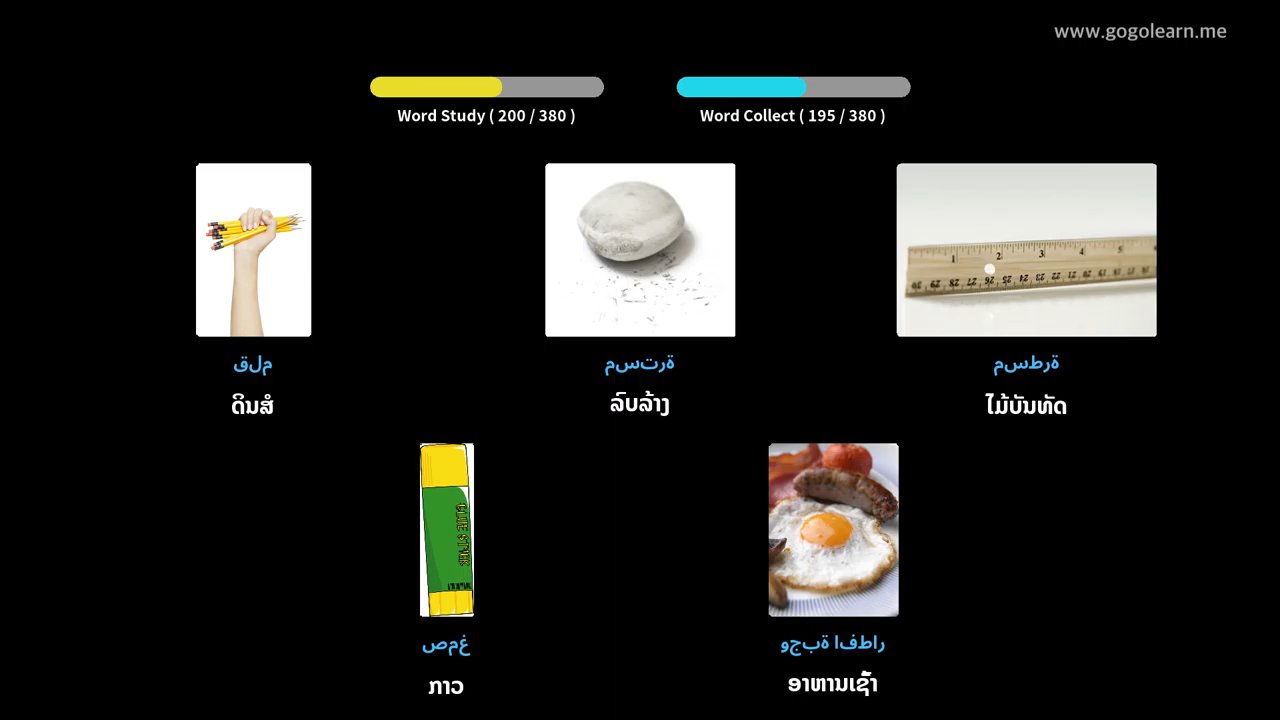 www.gogolearn.me
Word Study ( 200 / 380 )
Word Collect ( 195 / 380 )
قلم
ດິນສໍ
مسترة
ລຶບລ້າງ
مسطرة
ໄມ້ບັນທັດ
صمغ
ກາວ
وجبة افطار
ອາຫານເຊົ້າ